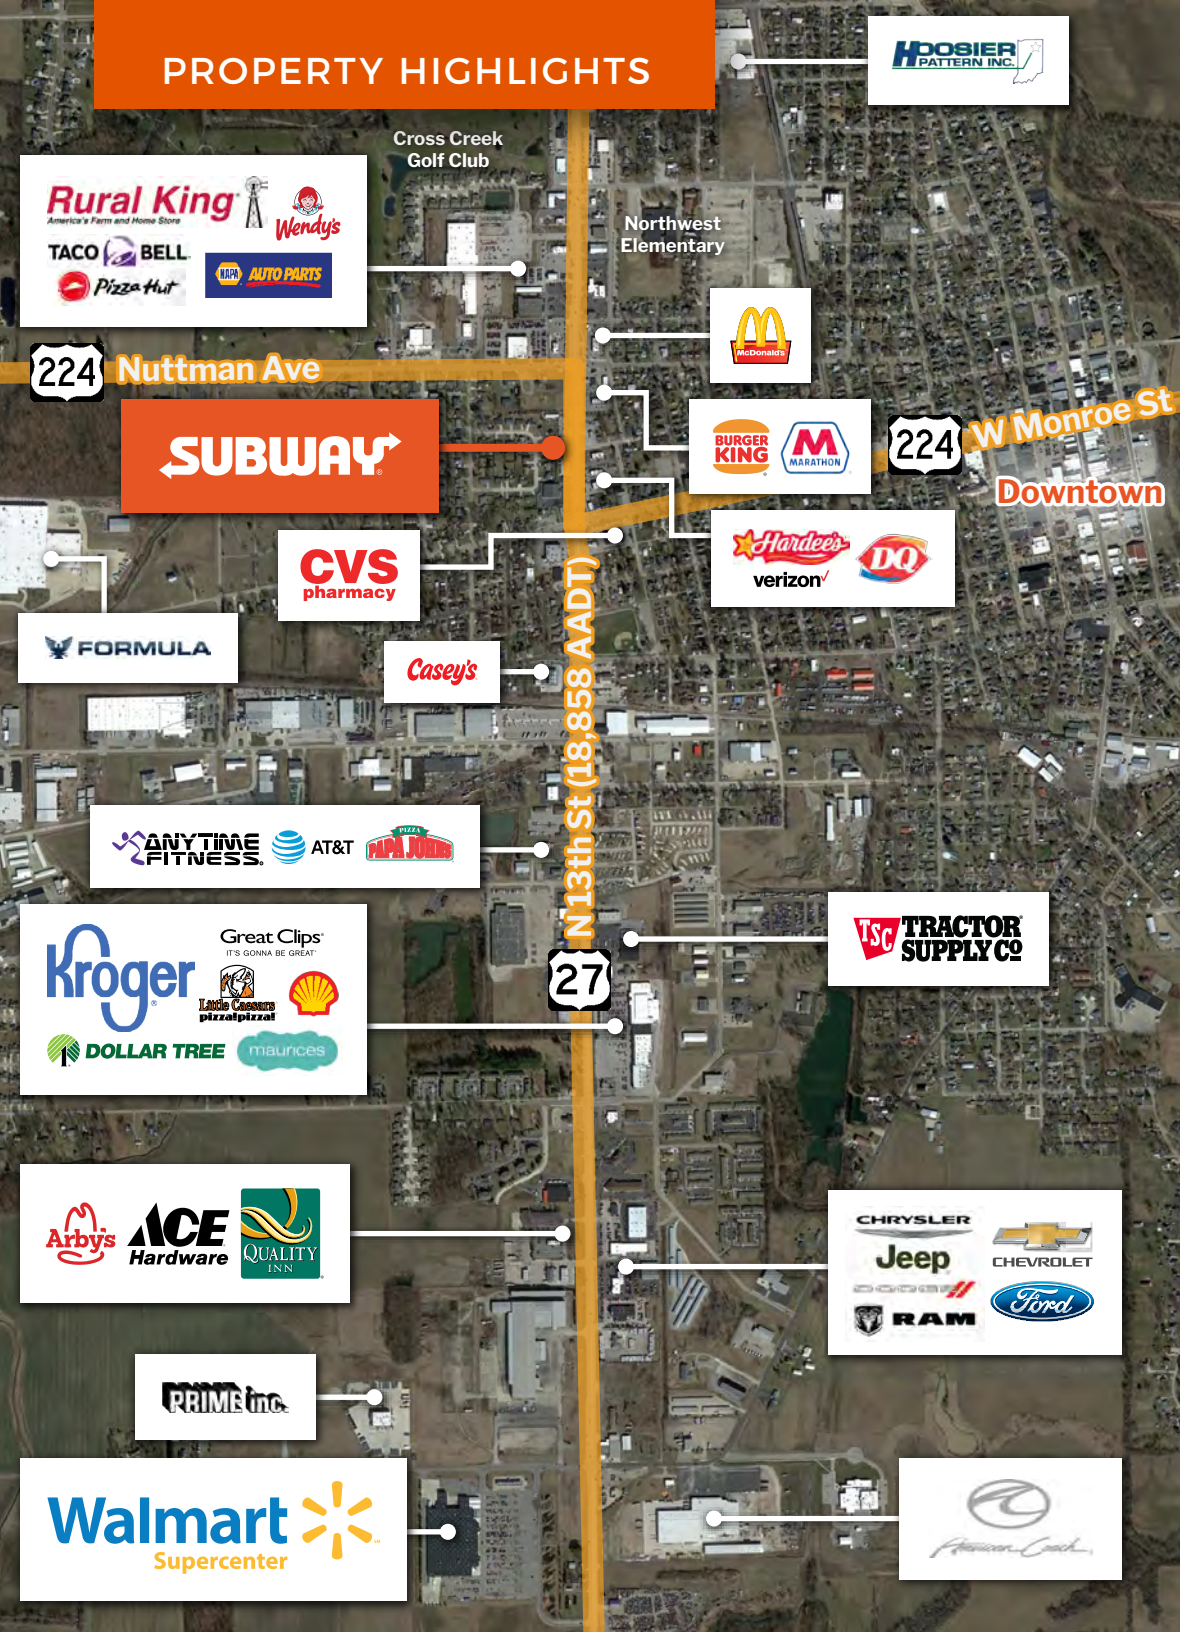 PROPERTY HIGHLIGHTS
HOOSIER
PATTERN INC.
Cross Creek
Golf Club
Rural King
America's Farm and Home Store
Wendy's
TACO BELL
NAPA AUTO PARTS
Pizza Hut
Northwest
Elementary
McDonald's
224 Nuttman Ave
SUBWAY
BURGER
KING
M
MARATHON
224 W Monroe St
Downtown
CVS
pharmacy
Hardee's
verizon
DQ
FORMULA
Casey's
N 13th St (18,858 AADT)
ANYTIME
FITNESS
AT&T
PIZZA
PAPA JOHNS
Kroger
Great Clips
IT'S GONNA BE GREAT
Little Caesars
pizza!pizza!
DOLLAR TREE
maurices
TSC TRACTOR
SUPPLY CO
27
Arby's
ACE
Hardware
QUALITY
INN
CHRYSLER
Jeep
DODGE
RAM
CHEVROLET
Ford
PRIME inc.
Walmart
Supercenter
American Coach